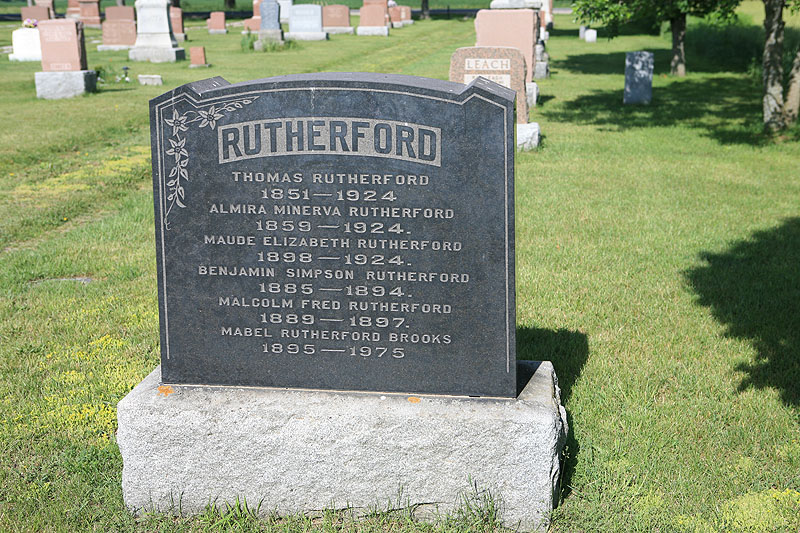 LEACH
RUTHERFORD
THOMAS RUTHERFORD
1851—1924
ALMIRA MINERVA RUTHERFORD
1859—1924.
MAUDE ELIZABETH RUTHERFORD
1898—1924.
BENJAMIN SIMPSON RUTHERFORD
1885—1894.
MALCOLM FRED RUTHERFORD
1889—1897.
MABEL RUTHERFORD BROOKS
1895—1975